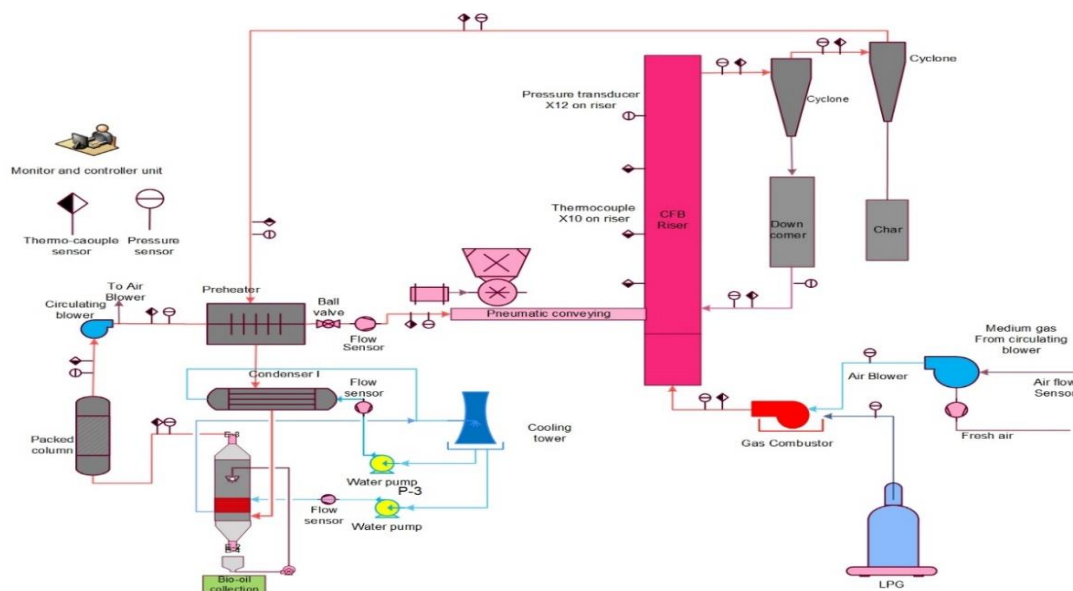 Cyclone
Cyclone
Pressure transducer
X12 on riser
Monitor and controller unit
Thermo-caouple
sensor
Pressure
sensor
Thermocouple
X10 on riser
CFB
Riser
Down
comer
Char
To Air
Blower
Circulating
blower
Preheater
Ball
valve
Flow
Sensor
Pneumatic conveying
Medium gas
From circulating
blower
Air Blower
Air flow
Sensor
Fresh air
Gas Combustor
Condenser I
Flow
sensor
Cooling
tower
Packed
column
Water pump
P-3
Flow
sensor
Water pump
Bio-oil
collection
LPG